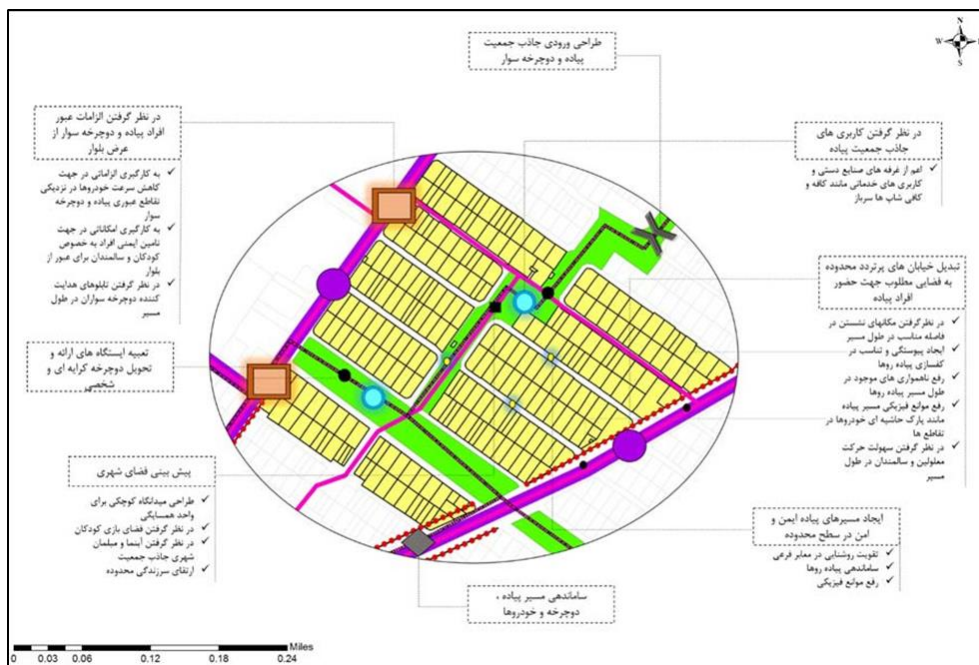 طراحی ورودی جاذب جمعیت
پیاده و دوچرخه سوار
N
W
E
S
در نظر گرفتن الزامات عبور
افراد پیاده و دوچرخه سوار از
عرض بلوار
✓ به کارگیری الزاماتی در جهت
کاهش سرعت خودروها در نزدیکی
تقاطع عبوری پیاده و دوچرخه
سوار
✓ به کارگیری امکاناتی در جهت
تامین ایمنی افراد به خصوص
کودکان و سالمندان برای عبور از
بلوار
✓ در نظر گرفتن تابلوهای هدایت
کننده دوچرخه سواران در طول
مسیر
در نظر گرفتن کاربری های
جاذب جمعیت پیاده
✓ اعم از غرفه های صنایع دستی و
کاربری های خدماتی مانند کافه و
کافی شاپ ها سرباز
تبدیل خیابان های پرتردد محدوده
به فضایی مطلوب جهت حضور
افراد پیاده
✓ در نظرگرفتن مکانهای نشستن در
فاصله مناسب در طول مسیر
✓ ایجاد پیوستگی و تناسب در
کفسازی پیاده روها
✓ رفع ناهمواری های موجود در
طول مسیر پیاده روها
✓ رفع موانع فیزیکی مسیر پیاده
مانند پارک حاشیه ای خودروها در
تقاطع ها
✓ در نظر گرفتن سهولت حرکت
معلولین و سالمندان در طول
مسیر
تعبیه ایستگاه های ارائه و
تحویل دوچرخه کرایه ای و
شخصی
پیش بینی فضای شهری
✓ طراحی میدانگاه کوچکی برای
واحد همسایگی
✓ در نظر گرفتن فضای بازی کودکان
✓ در نظر گرفتن آبنما و مبلمان
شهری جاذب جمعیت
✓ ارتقای سرزندگی محدوده
ایجاد مسیرهای پیاده ایمن و
امن در سطح محدوده
✓ تقویت روشنایی در معابر فرعی
✓ ساماندهی پیاده روها
✓ رفع موانع فیزیکی
ساماندهی مسیر پیاده ،
دوچرخه و خودروها
Miles
0 0.03 0.06 0.12 0.18 0.24